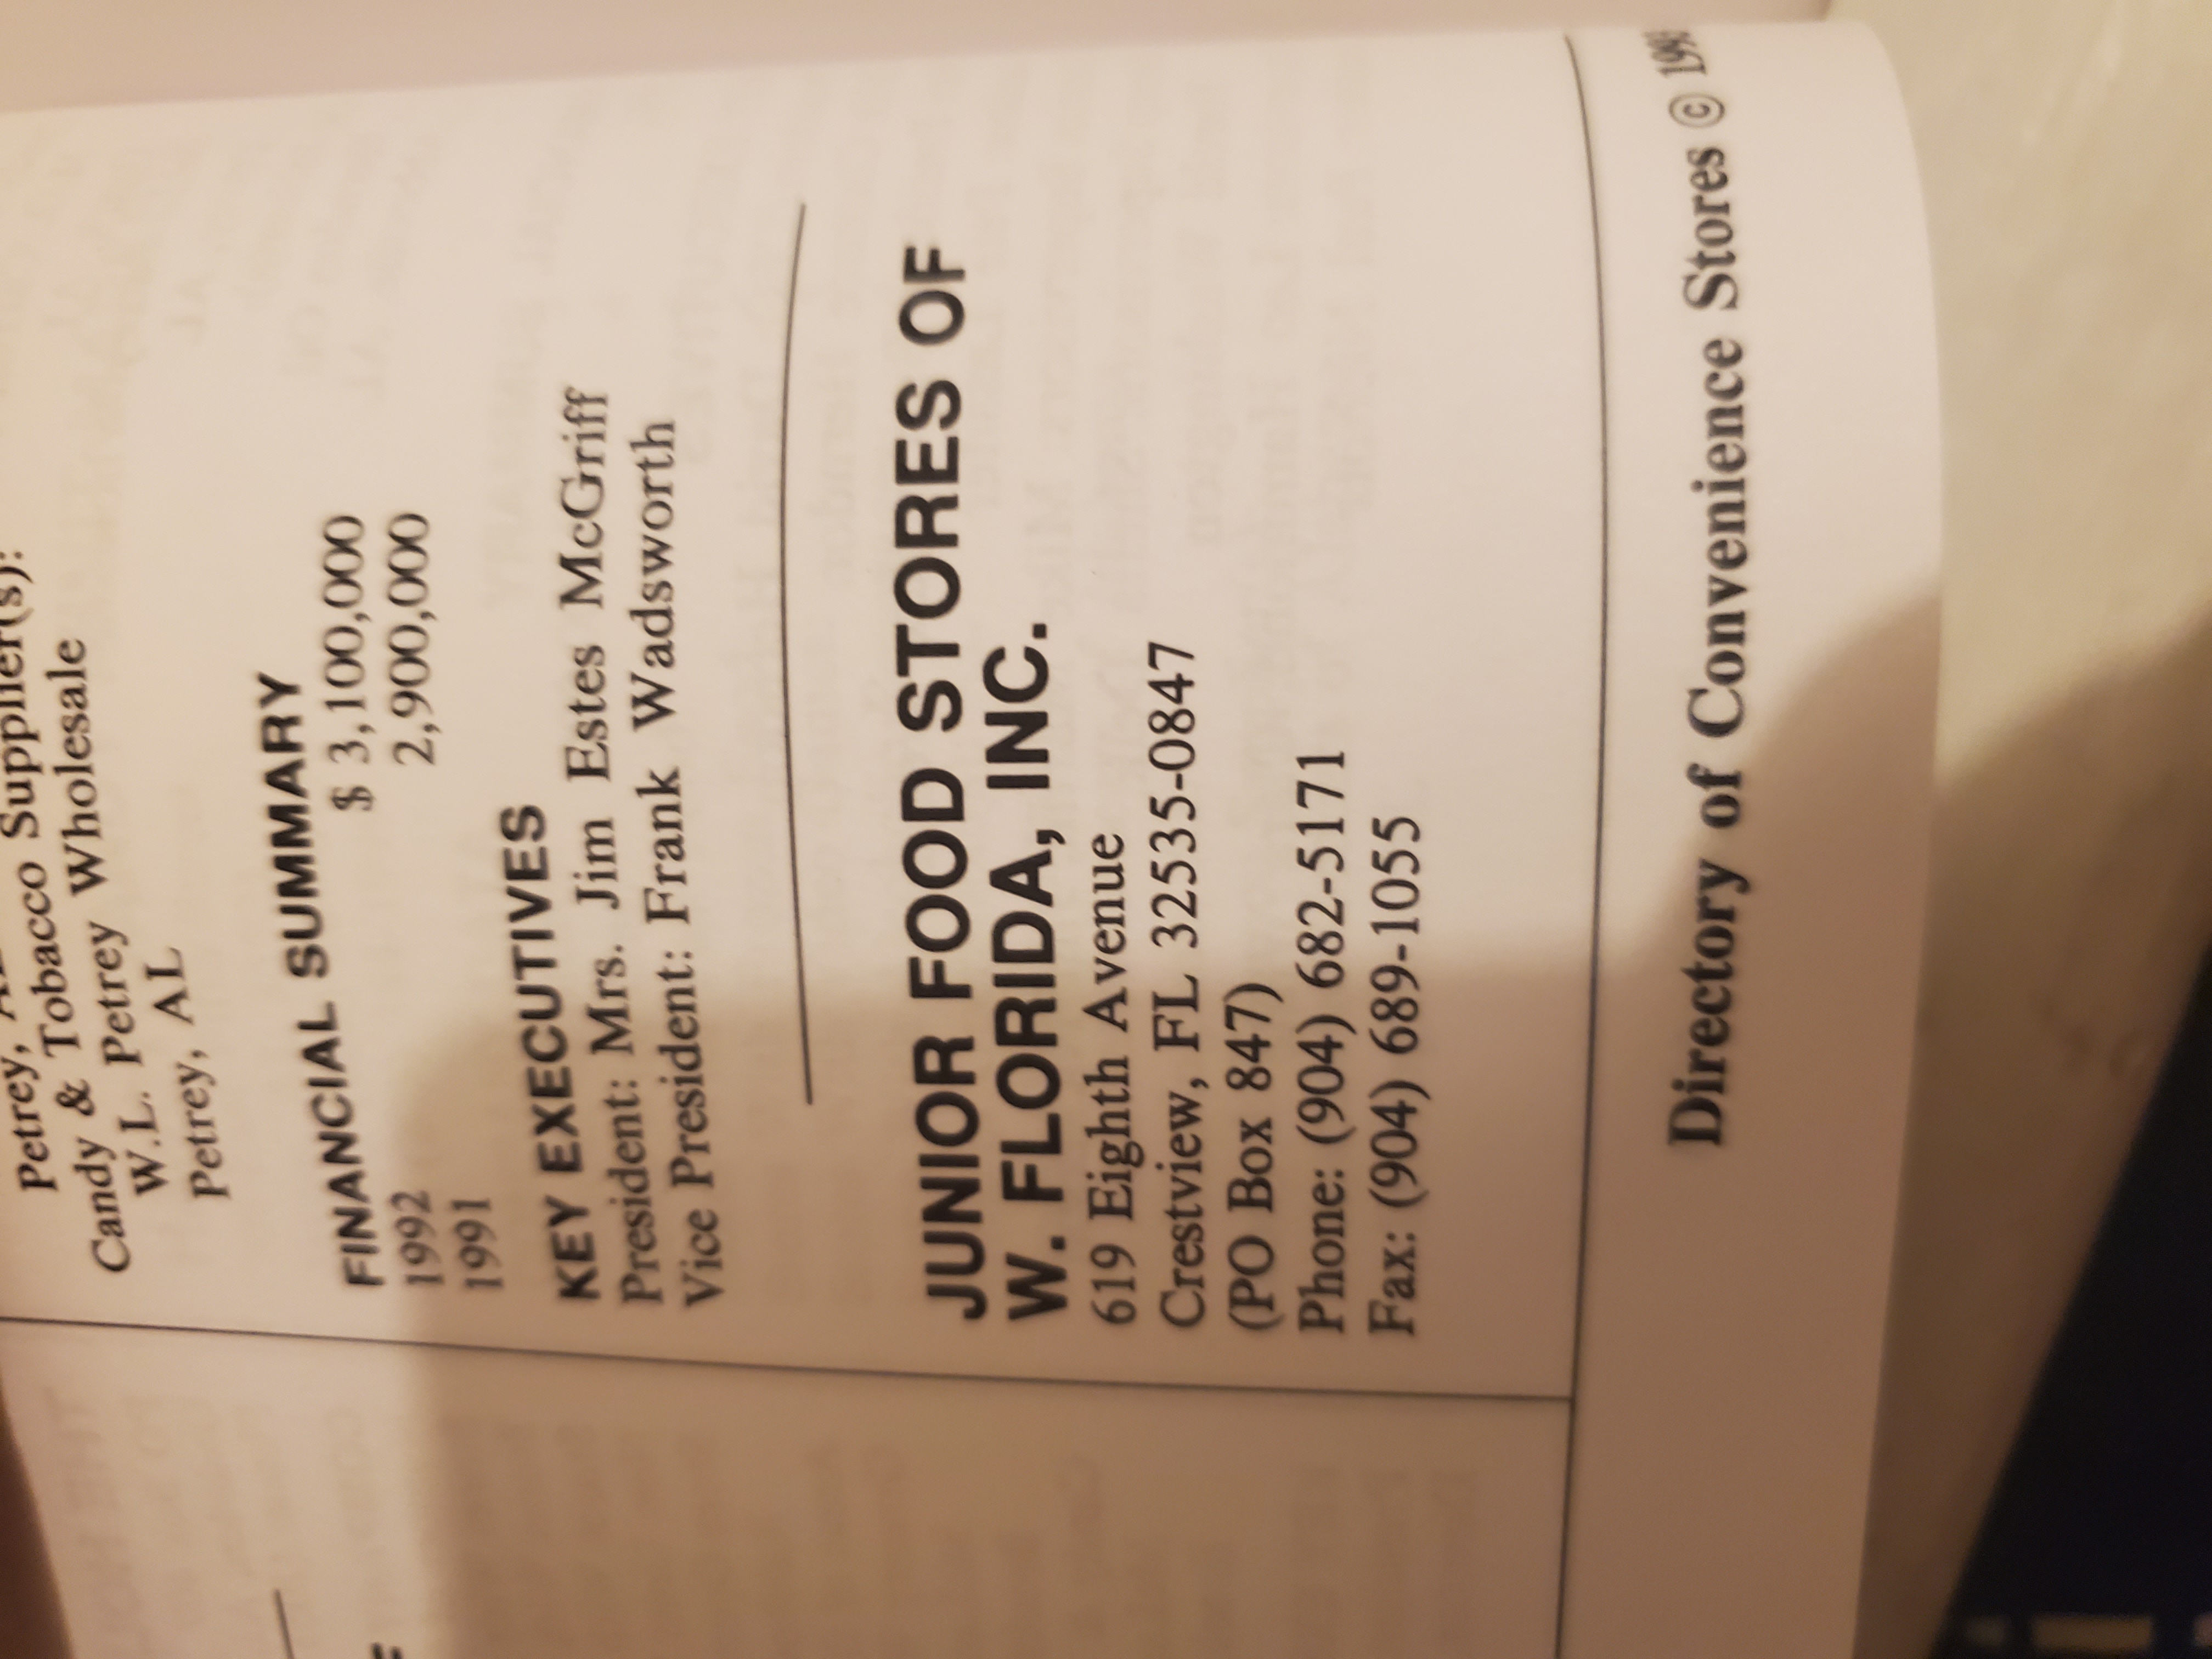 Petrey,
Candy & Tobacco Supplier(s):
W.L. Petrey Wholesale
Petrey, AL
FINANCIAL SUMMARY
1992 $ 3,100,000
1991 2,900,000
KEY EXECUTIVES
President: Mrs. Jim Estes McGriff
Vice President: Frank Wadsworth
JUNIOR FOOD STORES OF
W. FLORIDA, INC.
619 Eighth Avenue
Crestview, FL 32535-0847
(PO Box 847)
Phone: (904) 682-5171
Fax: (904) 689-1055
Directory of Convenience Stores ©